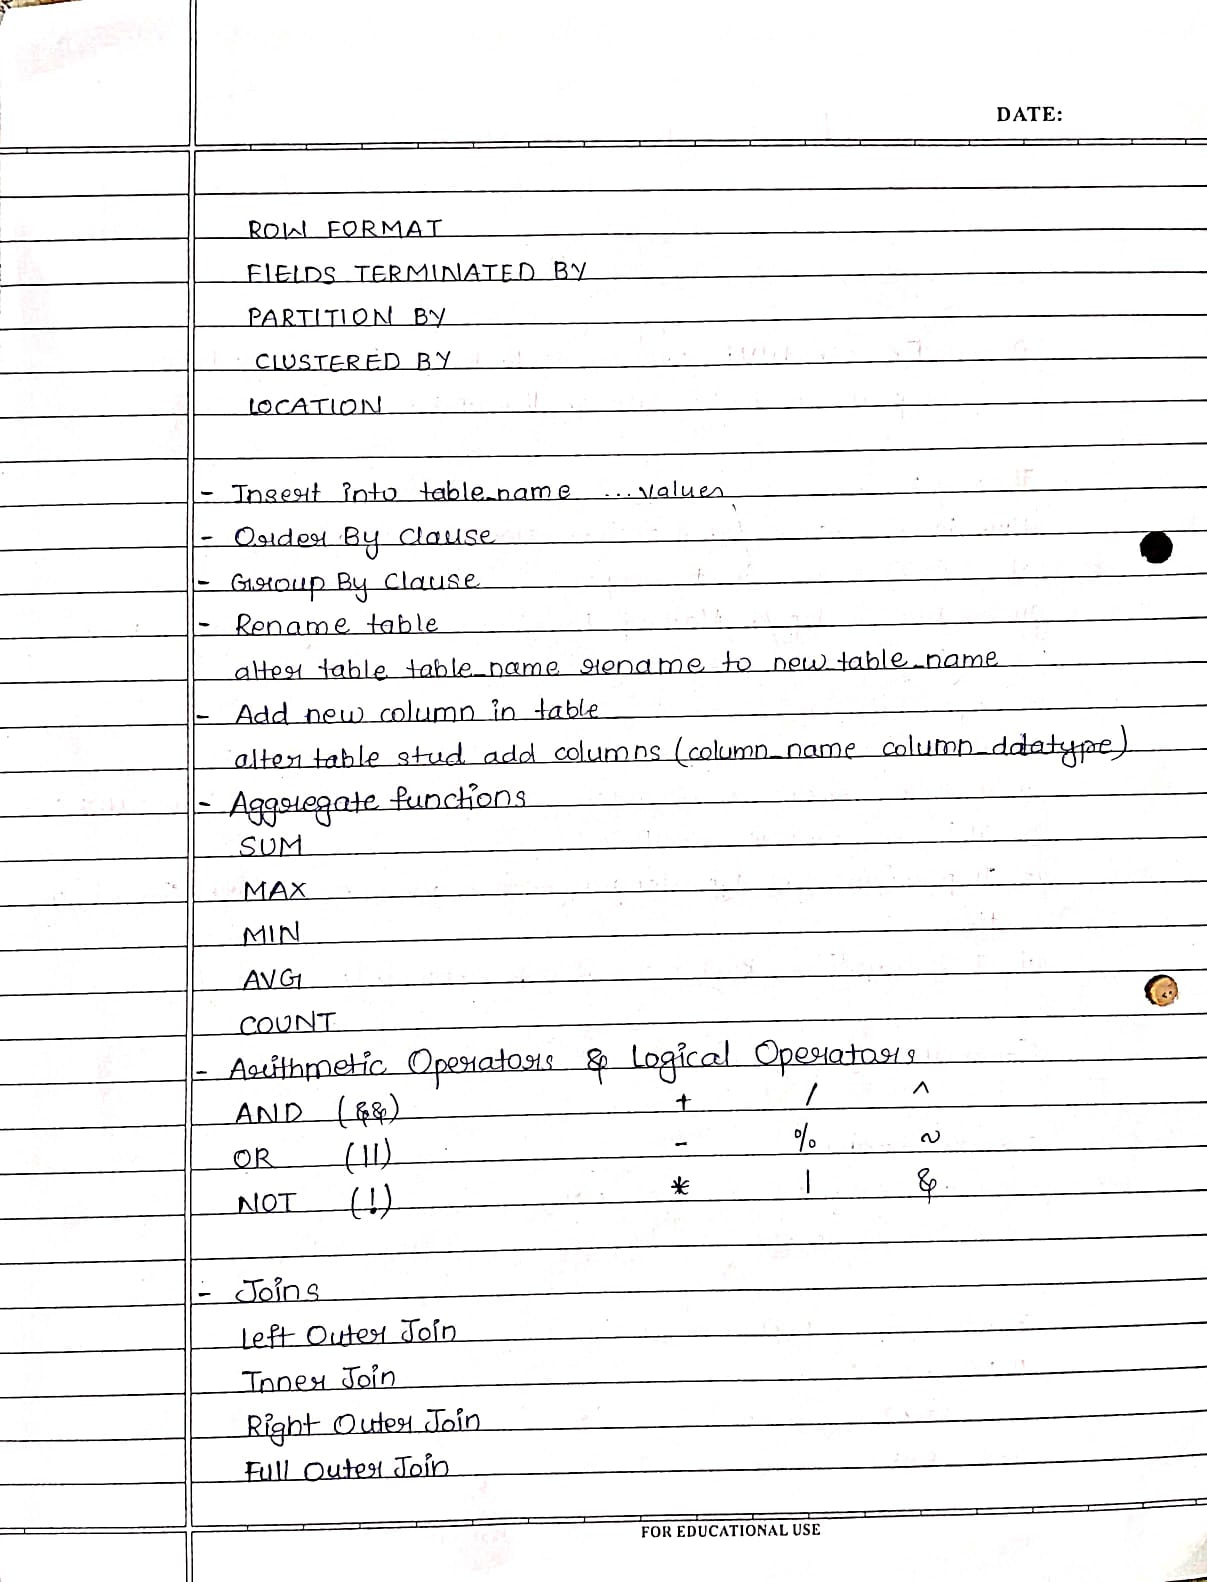 DATE:
ROW FORMAT
FIELDS TERMINATED BY
PARTITION BY
CLUSTERED BY
LOCATION
- Insert into table_name ... values
- Order By Clause
- Group By Clause
- Rename table
alter table table_name rename to new table_name
- Add new column in table
alter table stud add columns (column_name column_datatype)
- Aggregate functions
SUM
MAX
MIN
AVG
COUNT
- Arithmetic Operators & Logical Operators
AND (&&) + / ^
OR (||) - % ~
NOT (!) * | &
- Joins
Left Outer Join
Inner Join
Right Outer Join
Full Outer Join
FOR EDUCATIONAL USE